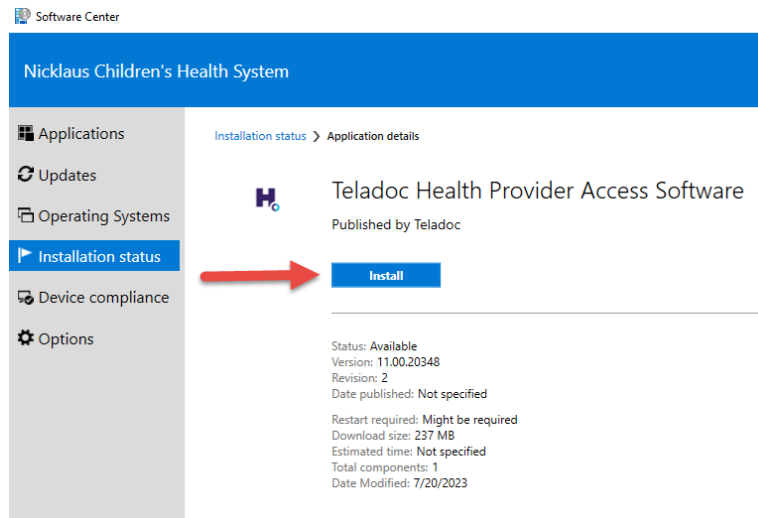 Software Center
Nicklaus Children's Health System
Applications
Updates
Operating Systems
Installation status
Device compliance
Options
Installation status ❯ Application details
H
Teladoc Health Provider Access Software
Published by Teladoc
Install
Status: Available
Version: 11.00.20348
Revision: 2
Date published: Not specified
Restart required: Might be required
Download size: 237 MB
Estimated time: Not specified
Total components: 1
Date Modified: 7/20/2023